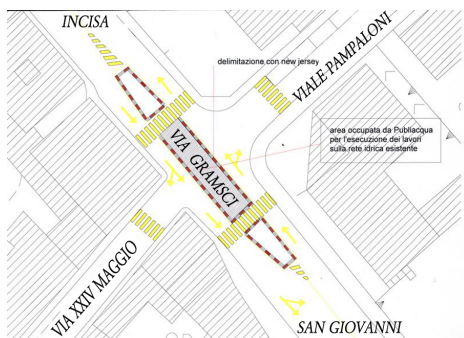 INCISA
delimitazione con new jersey
VIALE PAMPALONI
area occupata da Publiacqua
per l'esecuzione dei lavori
sulla rete idrica esistente
VIA GRAMSCI
VIA XXIV MAGGIO
SAN GIOVANNI